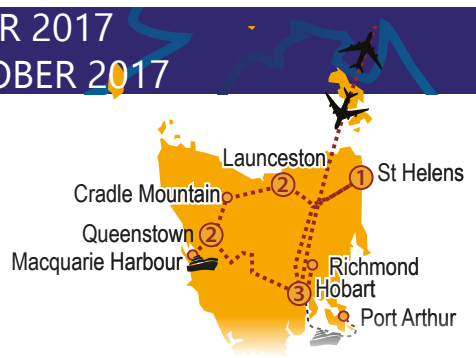 R 2017
OBER 2017
Launceston
2
1
St Helens
Cradle Mountain
Queenstown
2
Macquarie Harbour
Richmond
3
Hobart
Port Arthur